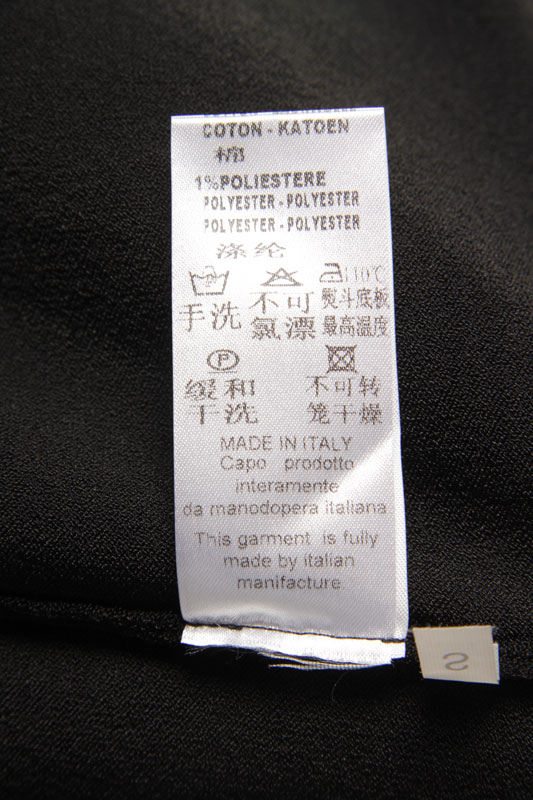 COTON - KATOEN
棉
1%POLIESTERE
POLYESTER - POLYESTER
POLYESTER - POLYESTER
涤纶
P
110℃
手洗
不可
氯漂
熨斗底板
最高温度
缓和
干洗
不可转
笼干燥
MADE IN ITALY
Capo prodotto
interamente
da manodopera italiana
This garment is fully
made by italian
manifacture.
S